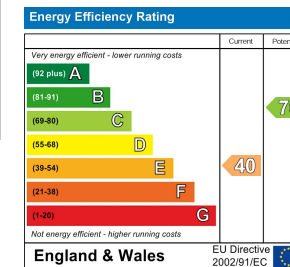 Energy Efficiency Rating
Current
Very energy efficient - lower running costs
(92 plus) A
(81-91) B
(69-80) C
(55-68) D
(39-54) E
40
(21-38) F
(1-20) G
Not energy efficient - higher running costs
England & Wales
EU Directive
2002/91/EC